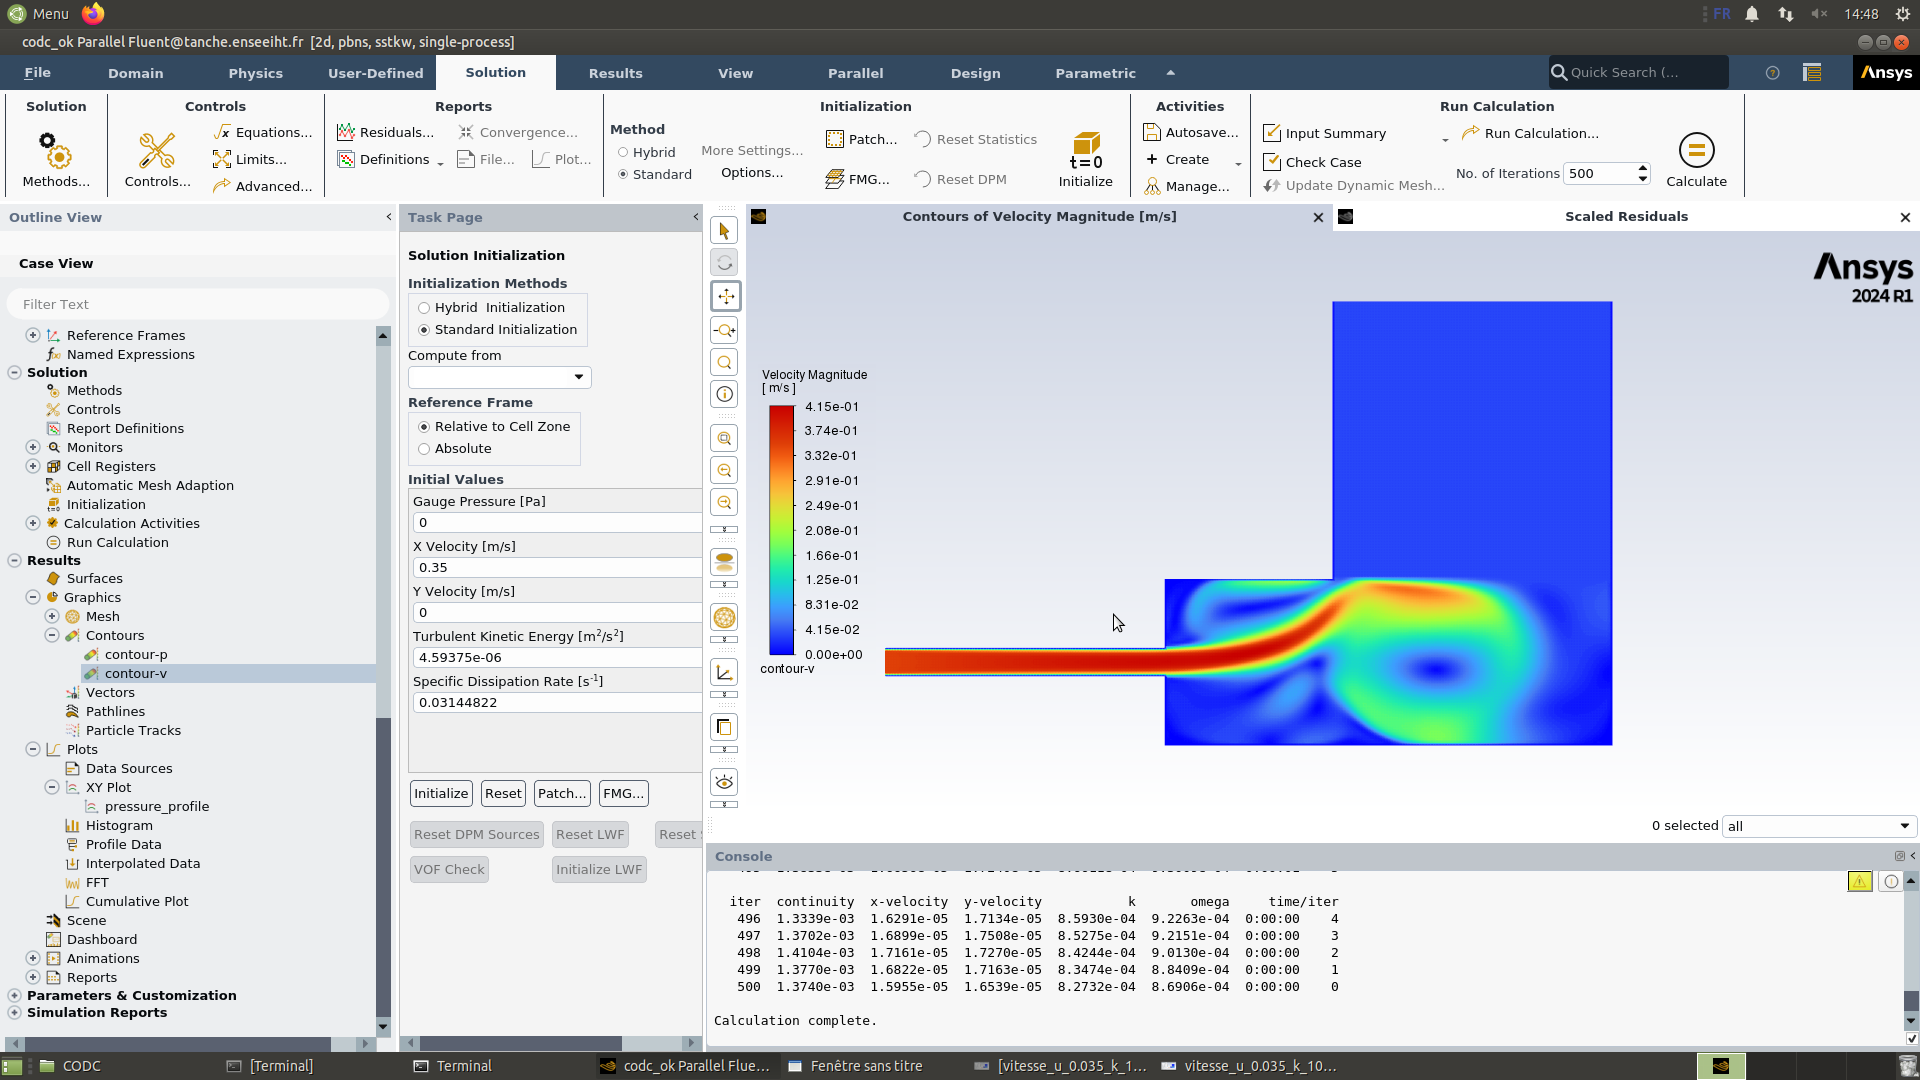 Menu
FR
14:48
codc_ok Parallel Fluent@tanche.enseeiht.fr [2d, pbns, sstkw, single-process]
File Domain Physics User-Defined Solution Results View Parallel Design Parametric
Quick Search (...
Ansys
Solution
Methods...
Controls
Controls...
Equations...
Limits...
Advanced...
Reports
Residuals... Convergence...
Definitions File... Plot...
Initialization
Method
Hybrid
Standard
More Settings...
Options...
Patch... Reset Statistics
FMG... Reset DPM
t=0
Initialize
Activities
Autosave...
Create
Manage...
Run Calculation
Input Summary
Check Case
Update Dynamic Mesh...
Run Calculation...
No. of Iterations 500
Calculate
Outline View
Case View
Filter Text
Reference Frames
Named Expressions
Solution
Methods
Controls
Report Definitions
Monitors
Cell Registers
Automatic Mesh Adaption
Initialization
Calculation Activities
Run Calculation
Results
Surfaces
Graphics
Mesh
Contours
contour-p
contour-v
Vectors
Pathlines
Particle Tracks
Plots
Data Sources
XY Plot
pressure_profile
Histogram
Profile Data
Interpolated Data
FFT
Cumulative Plot
Scene
Dashboard
Animations
Reports
Parameters & Customization
Simulation Reports
Task Page
Solution Initialization
Initialization Methods
Hybrid Initialization
Standard Initialization
Compute from
Reference Frame
Relative to Cell Zone
Absolute
Initial Values
Gauge Pressure [Pa]
0
X Velocity [m/s]
0.35
Y Velocity [m/s]
0
Turbulent Kinetic Energy [m²/s²]
4.59375e-06
Specific Dissipation Rate [s⁻¹]
0.03144822
Initialize Reset Patch... FMG...
Reset DPM Sources Reset LWF Reset
VOF Check Initialize LWF
Contours of Velocity Magnitude [m/s]
Scaled Residuals
Ansys
2024 R1
Velocity Magnitude
[ m/s ]
4.15e-01
3.74e-01
3.32e-01
2.91e-01
2.49e-01
2.08e-01
1.66e-01
1.25e-01
8.31e-02
4.15e-02
0.00e+00
contour-v
0 selected all
Console
iter continuity x-velocity y-velocity k omega time/iter
496 1.3339e-03 1.6291e-05 1.7134e-05 8.5930e-04 9.2263e-04 0:00:00 4
497 1.3702e-03 1.6899e-05 1.7508e-05 8.5275e-04 9.2151e-04 0:00:00 3
498 1.4104e-03 1.7161e-05 1.7270e-05 8.4244e-04 9.0130e-04 0:00:00 2
499 1.3770e-03 1.6822e-05 1.7163e-05 8.3474e-04 8.8409e-04 0:00:00 1
500 1.3740e-03 1.5955e-05 1.6539e-05 8.2732e-04 8.6906e-04 0:00:00 0
Calculation complete.
CODC
[Terminal]
Terminal
codc_ok Parallel Flue...
Fenêtre sans titre
[vitesse_u_0.035_k_1...
vitesse_u_0.035_k_10...